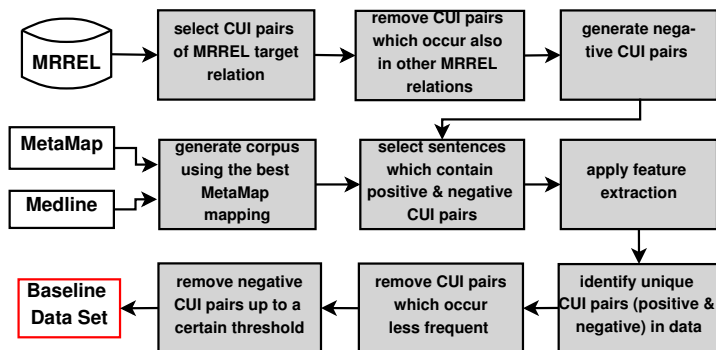 MRREL
select CUI pairs
of MRREL target
relation
remove CUI pairs
which occur also
in other MRREL
relations
generate nega-
tive CUI pairs
MetaMap
Medline
generate corpus
using the best
MetaMap
mapping
select sentences
which contain
positive & negative
CUI pairs
apply feature
extraction
Baseline
Data Set
remove negative
CUI pairs up to a
certain threshold
remove CUI pairs
which occur
less frequent
identify unique
CUI pairs (positive &
negative) in data